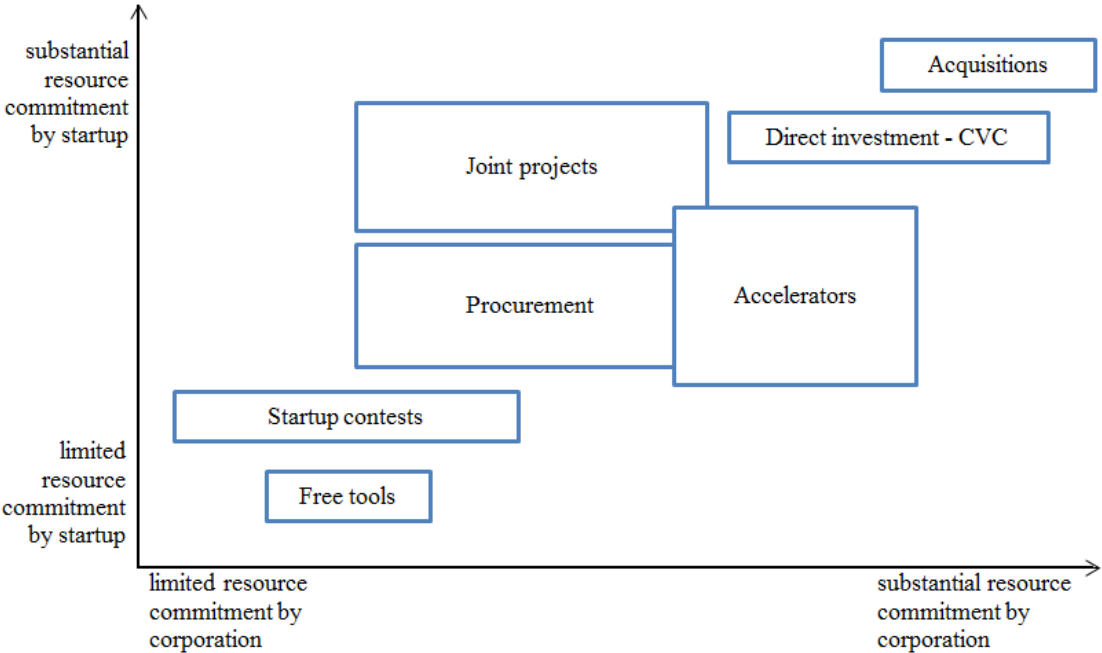 substantial
resource
commitment
by startup
Acquisitions
Direct investment - CVC
Joint projects
Procurement
Accelerators
Startup contests
Free tools
limited
resource
commitment
by startup
limited resource
commitment by
corporation
substantial resource
commitment by
corporation